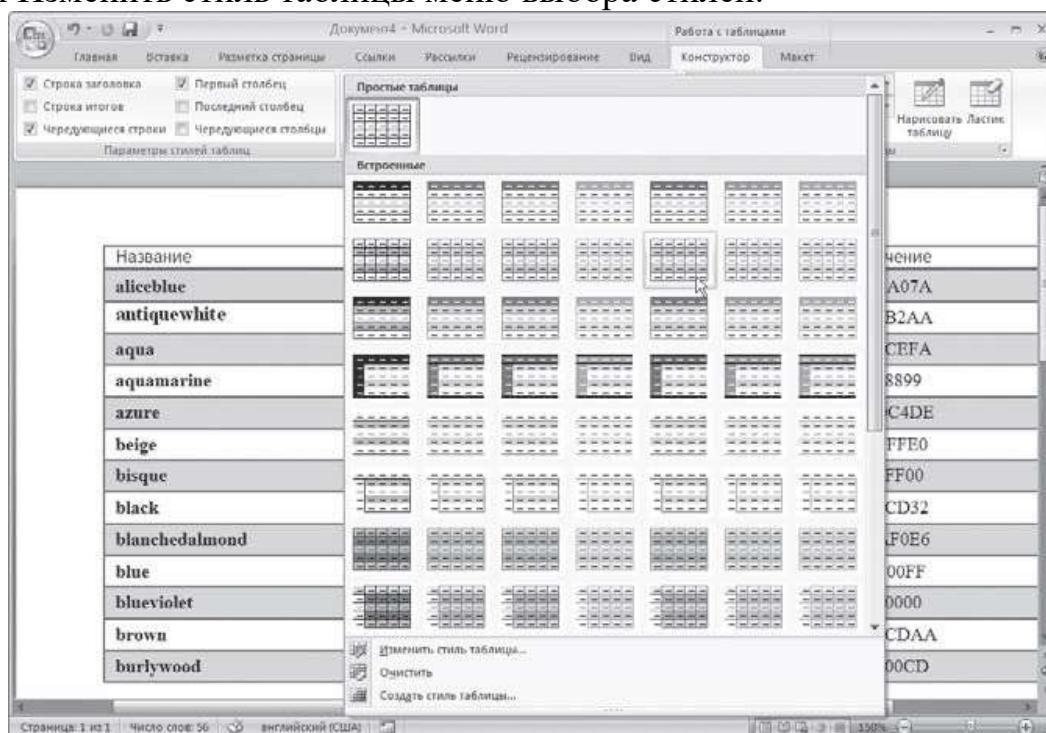 Изменить стиль таблицы меню выбора стилей.
Документ4 - Microsoft Word
Работа с таблицами
Главная Вставка Разметка страницы Ссылки Рассылки Рецензирование Вид Конструктор Макет
Строка заголовка Первый столбец
Строка итогов Последний столбец
Чередующиеся строки Чередующиеся столбцы
Параметры стилей таблиц
Простые таблицы
Встроенные
Нарисовать таблицу
Ластик
Название
aliceblue
antiquewhite
aqua
aquamarine
azure
beige
bisque
black
blanchedalmond
blue
blueviolet
brown
burlywood
чение
A07A
B2AA
CEFA
8899
C4DE
FFE0
FF00
CD32
F0E6
00FF
0000
CDAA
00CD
Изменить стиль таблицы...
Очистить
Создать стиль таблицы...
Страница: 1 из 1 Число слов: 56 английский (США) 150%